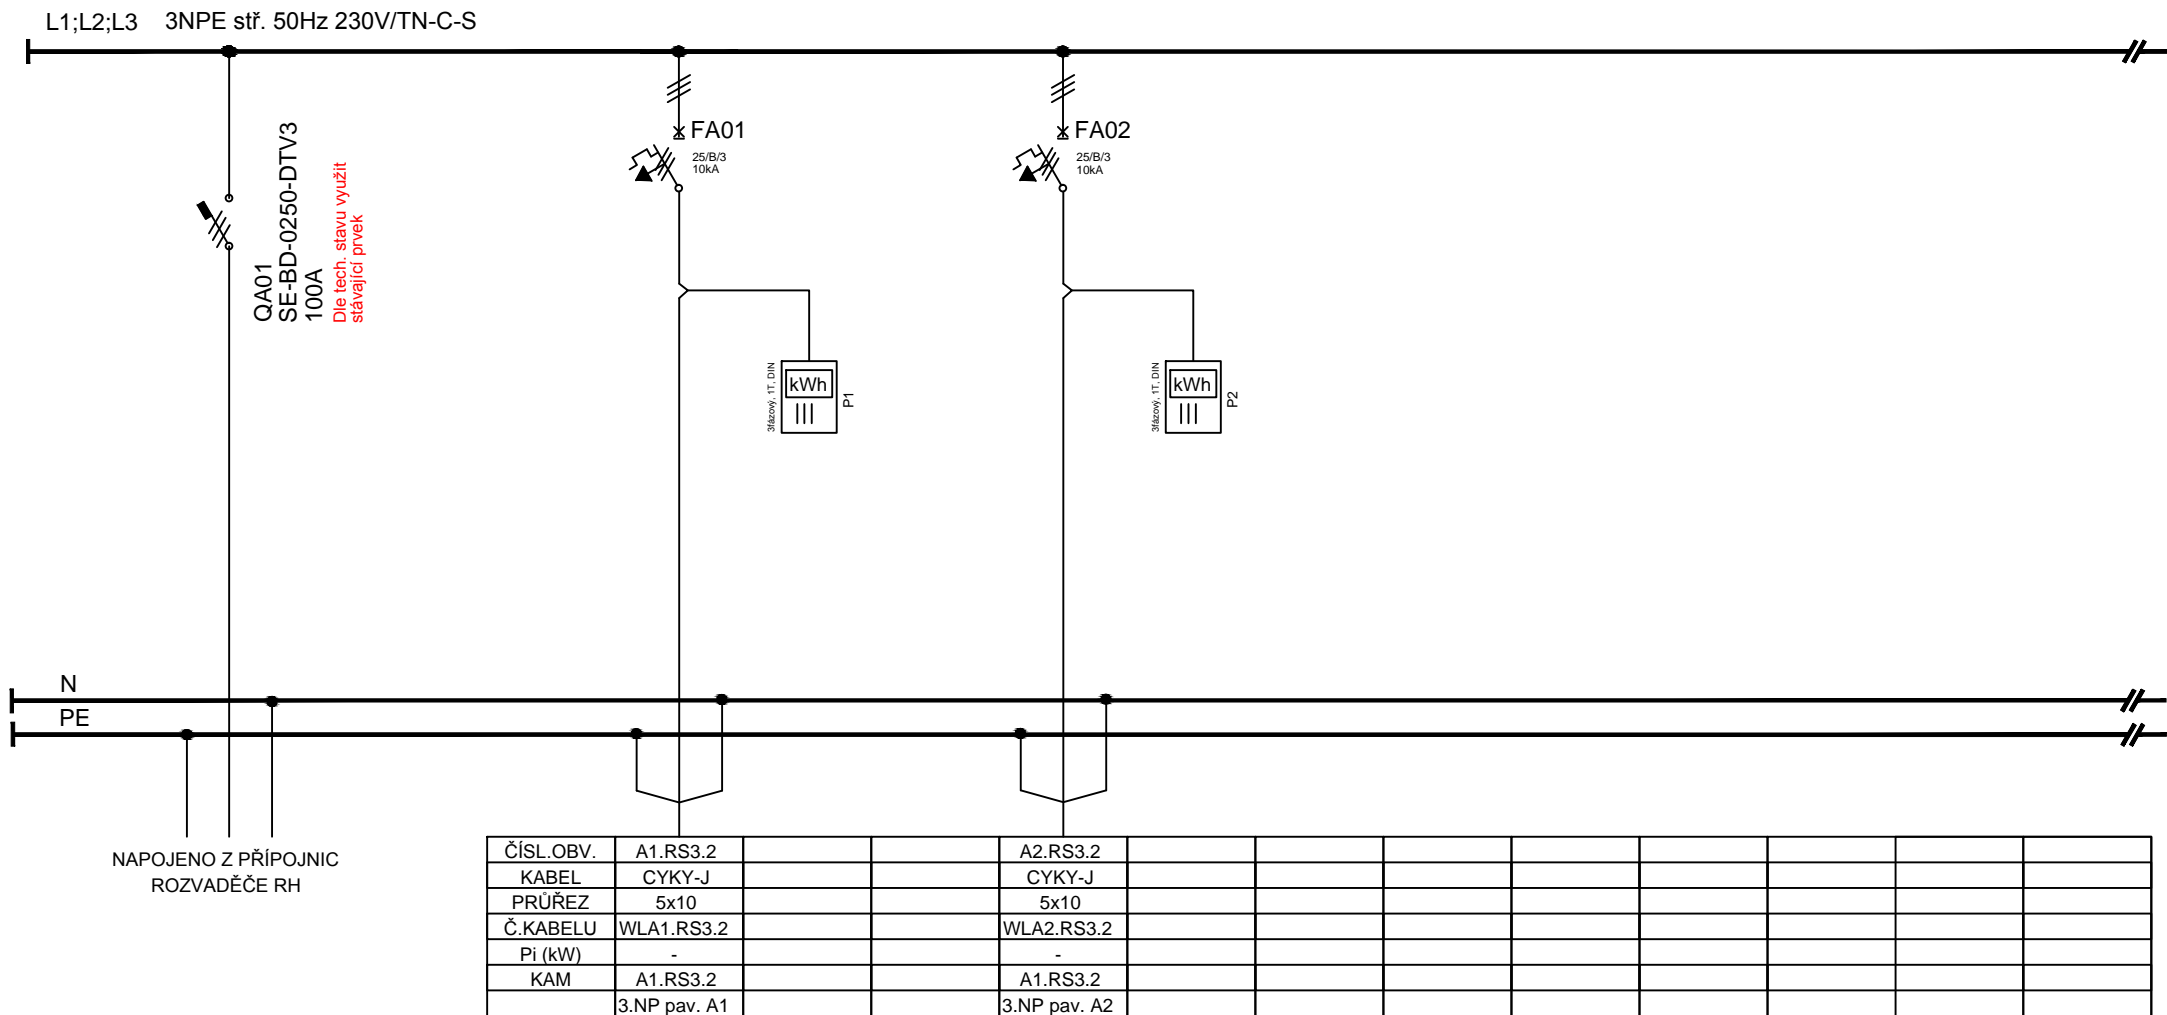 L1;L2;L3 3NPE stř. 50Hz 230V/TN-C-S
QA01
SE-BD-0250-DTV3
100A
Dle tech. stavu využit
stávající prvek
FA01
25/B/3
10kA
3fázový, 1T, DIN
kWh
P1
FA02
25/B/3
10kA
3fázový, 1T, DIN
kWh
P2
N
PE
NAPOJENO Z PŘÍPOJNIC
ROZVADĚČE RH
ČÍSL.OBV. A1.RS3.2 A2.RS3.2
KABEL CYKY-J CYKY-J
PRŮŘEZ 5x10 5x10
Č.KABELU WLA1.RS3.2 WLA2.RS3.2
Pi (kW) - -
KAM A1.RS3.2 A1.RS3.2
3.NP pav. A1 3.NP pav. A2